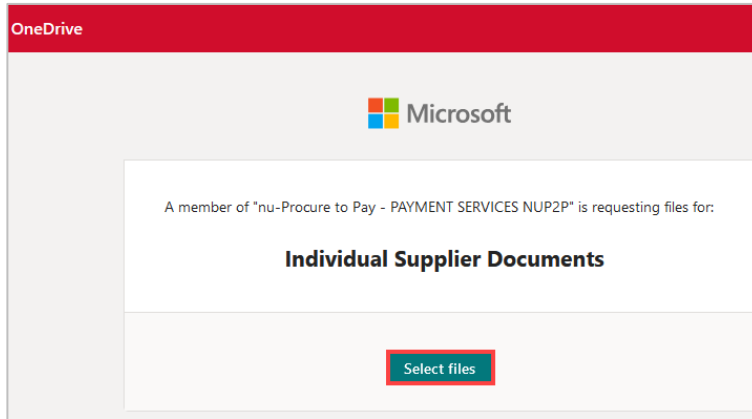 OneDrive
Microsoft
A member of "nu-Procure to Pay - PAYMENT SERVICES NUP2P" is requesting files for:
Individual Supplier Documents
Select files